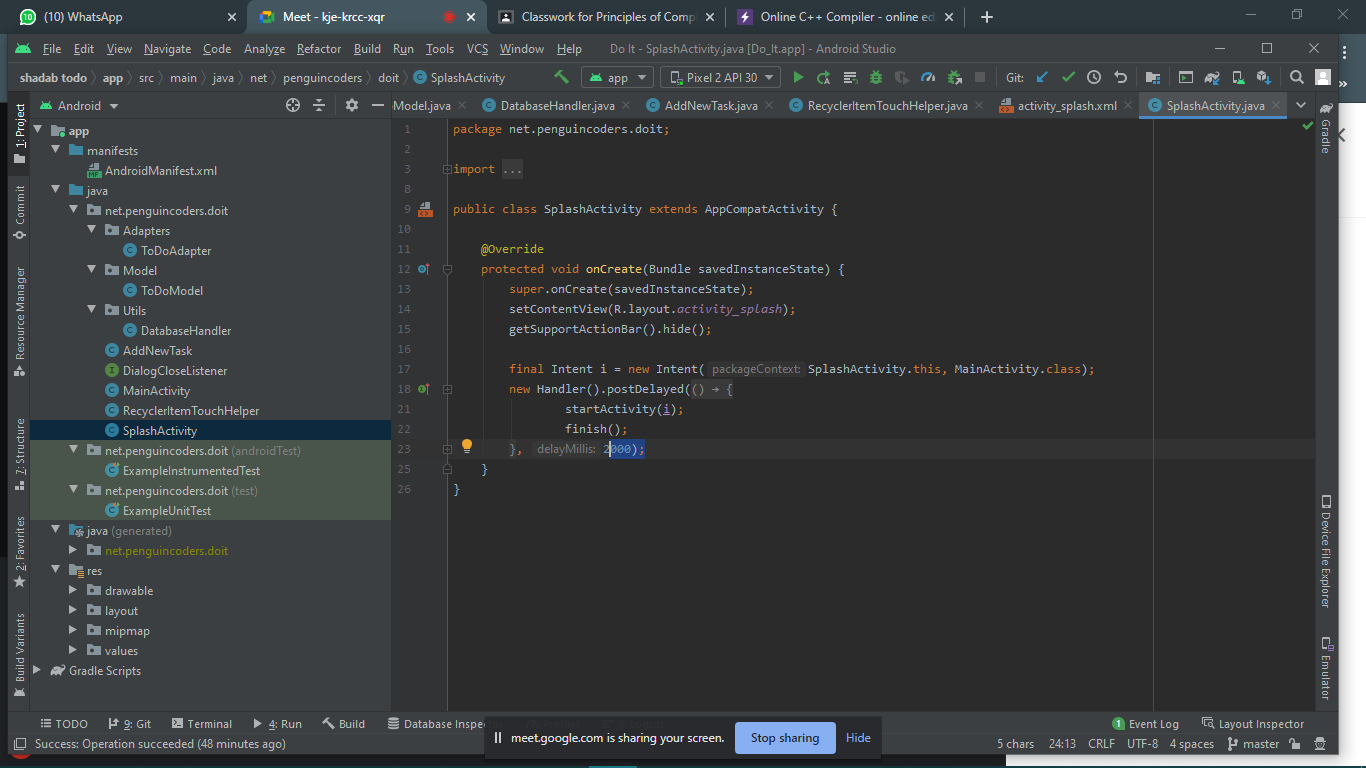 (10) WhatsApp
Meet - kje-krcc-xqr
Classwork for Principles of Comp
Online C++ Compiler - online ed
File Edit View Navigate Code Analyze Refactor Build Run Tools VCS Window Help Do It - SplashActivity.java [Do_It.app] - Android Studio
shadab todo app src main java net penguincoders doit SplashActivity app Pixel 2 API 30 Git:
Android
Model.java DatabaseHandler.java AddNewTask.java RecyclerItemTouchHelper.java activity_splash.xml SplashActivity.java
1: Project
Commit
Resource Manager
7: Structure
2: Favorites
Build Variants
app
manifests
AndroidManifest.xml
java
net.penguincoders.doit
Adapters
ToDoAdapter
Model
ToDoModel
Utils
DatabaseHandler
AddNewTask
DialogCloseListener
MainActivity
RecyclerItemTouchHelper
SplashActivity
net.penguincoders.doit (androidTest)
ExampleInstrumentedTest
net.penguincoders.doit (test)
ExampleUnitTest
java (generated)
net.penguincoders.doit
res
drawable
layout
mipmap
values
Gradle Scripts
1 package net.penguincoders.doit;
2
3 import ...
8
9 public class SplashActivity extends AppCompatActivity {
10
11 @Override
12 protected void onCreate(Bundle savedInstanceState) {
13 super.onCreate(savedInstanceState);
14 setContentView(R.layout.activity_splash);
15 getSupportActionBar().hide();
16
17 final Intent i = new Intent( packageContext: SplashActivity.this, MainActivity.class);
18 new Handler().postDelayed(() → {
21 startActivity(i);
22 finish();
23 }, delayMillis: 2000);
25 }
26 }
Gradle
Device File Explorer
Emulator
TODO 9: Git Terminal 4: Run Build Database Inspe 1 Event Log Layout Inspector
meet.google.com is sharing your screen. Stop sharing Hide
Success: Operation succeeded (48 minutes ago) 5 chars 24:13 CRLF UTF-8 4 spaces master